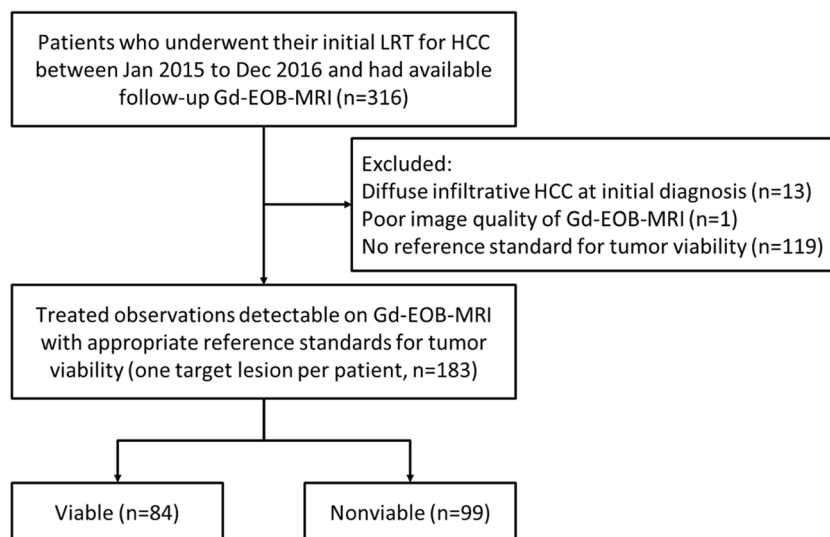 Patients who underwent their initial LRT for HCC
between Jan 2015 to Dec 2016 and had available
follow-up Gd-EOB-MRI (n=316)
Excluded:
Diffuse infiltrative HCC at initial diagnosis (n=13)
Poor image quality of Gd-EOB-MRI (n=1)
No reference standard for tumor viability (n=119)
Treated observations detectable on Gd-EOB-MRI
with appropriate reference standards for tumor
viability (one target lesion per patient, n=183)
Viable (n=84)
Nonviable (n=99)